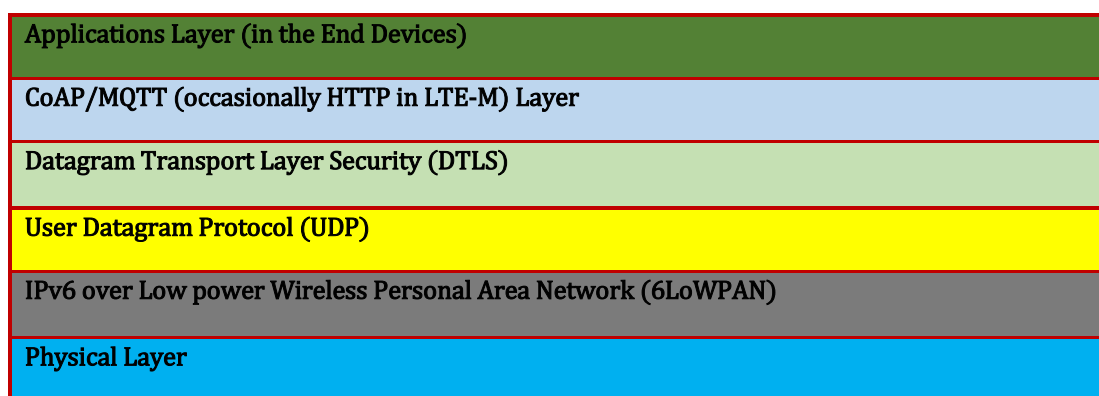 Applications Layer (in the End Devices)
CoAP/MQTT (occasionally HTTP in LTE-M) Layer
Datagram Transport Layer Security (DTLS)
User Datagram Protocol (UDP)
IPv6 over Low power Wireless Personal Area Network (6LoWPAN)
Physical Layer